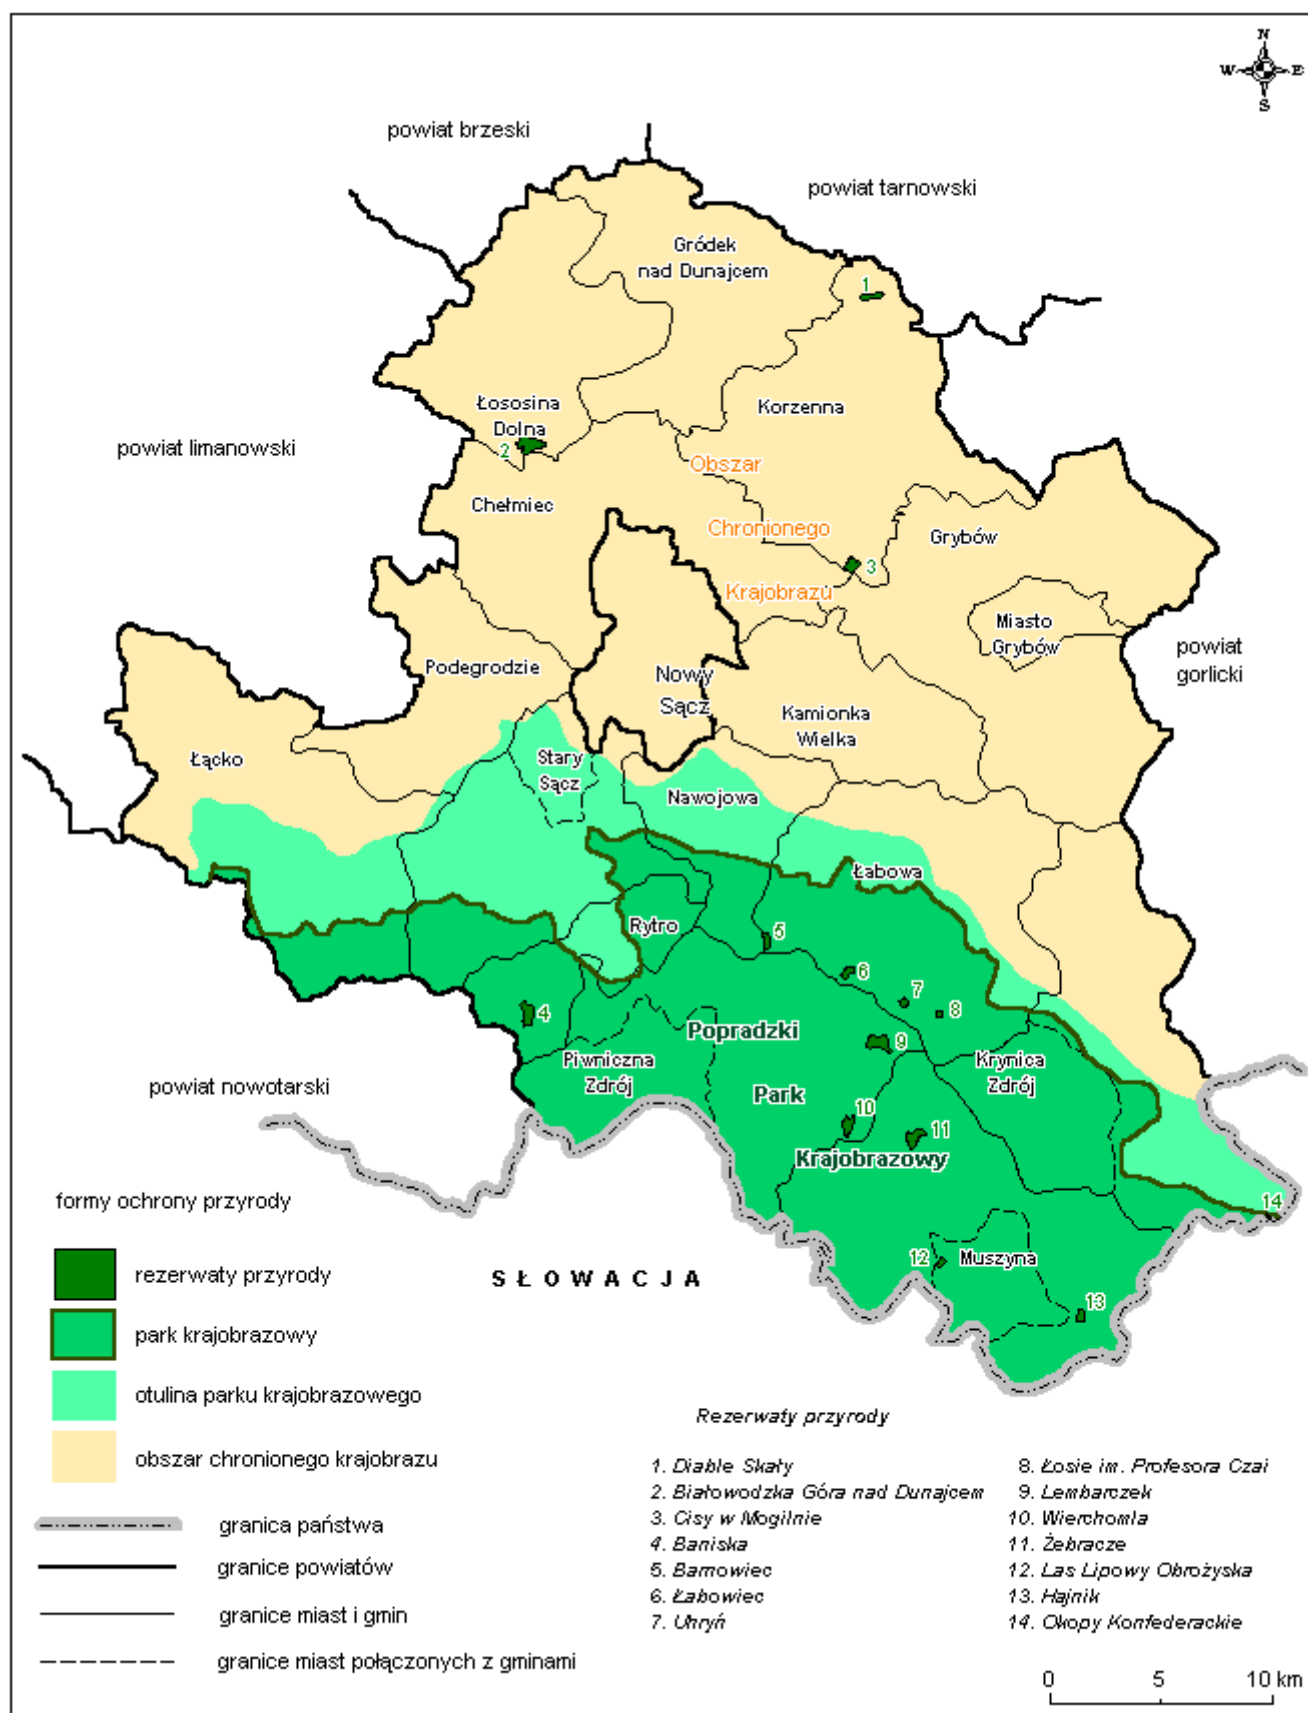 N
W E
S
powiat brzeski
powiat tarnowski
Gródek
nad Dunajcem
1
Łososina
Dolna
2
Korzenna
powiat limanowski
Obszar
Chełmiec
Chronionego
Grybów
3
Krajobrazu
Miasto
Grybów
powiat
gorlicki
Podegrodzie
Nowy
Sącz
Kamionka
Wielka
Łącko
Stary
Sącz
Nawojowa
Łabowa
Rytro
5
6
7
8
4
Popradzki
9
Piwniczna
Zdrój
Krynica
Zdrój
powiat nowotarski
Park
10
11
Krajobrazowy
14
12
Muszyna
13
SŁOWACJA
formy ochrony przyrody
rezerwaty przyrody
park krajobrazowy
otulina parku krajobrazowego
obszar chronionego krajobrazu
granica państwa
granice powiatów
granice miast i gmin
granice miast połączonych z gminami
Rezerwaty przyrody
1. Diable Skały
2. Białowodzka Góra nad Dunajcem
3. Cisy w Mogilnie
4. Baniska
5. Barnowiec
6. Łabowiec
7. Uhryń
8. Łosie im. Profesora Czai
9. Lembarczek
10. Wierchomla
11. Żebracze
12. Las Lipowy Obrożyska
13. Hajnik
14. Okopy Konfederackie
0 5 10 km